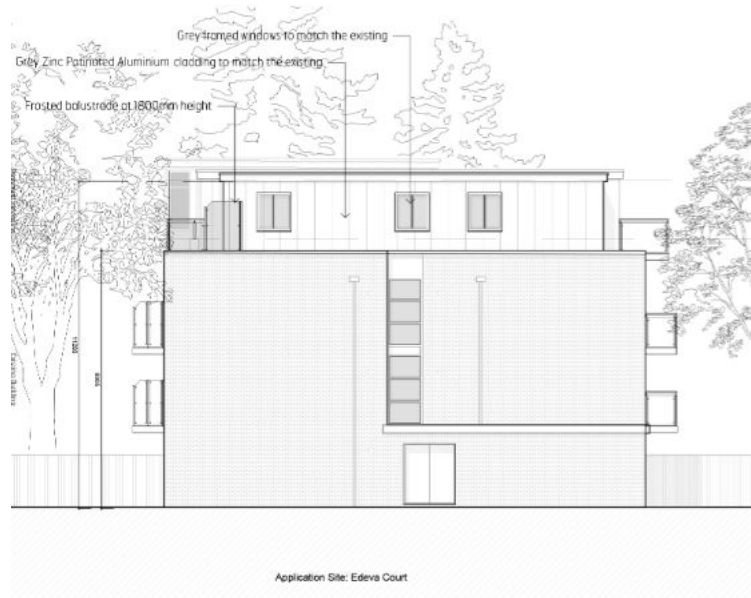 Grey framed windows to match the existing
Grey Zinc Patinated Aluminium cladding to match the existing
Frosted balustrade at 1800mm height
Application Site: Edeva Court